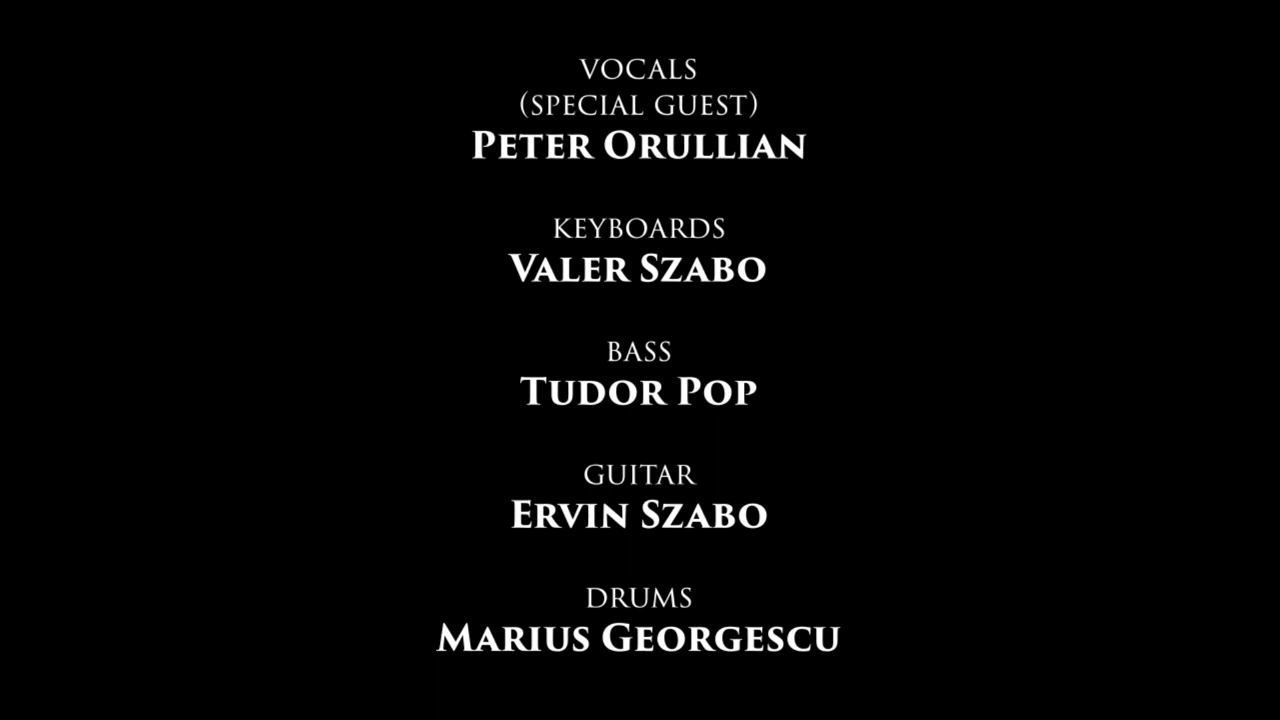 VOCALS
(SPECIAL GUEST)
PETER ORULLIAN
KEYBOARDS
VALER SZABO
BASS
TUDOR POP
GUITAR
ERVIN SZABO
DRUMS
MARIUS GEORGESCU